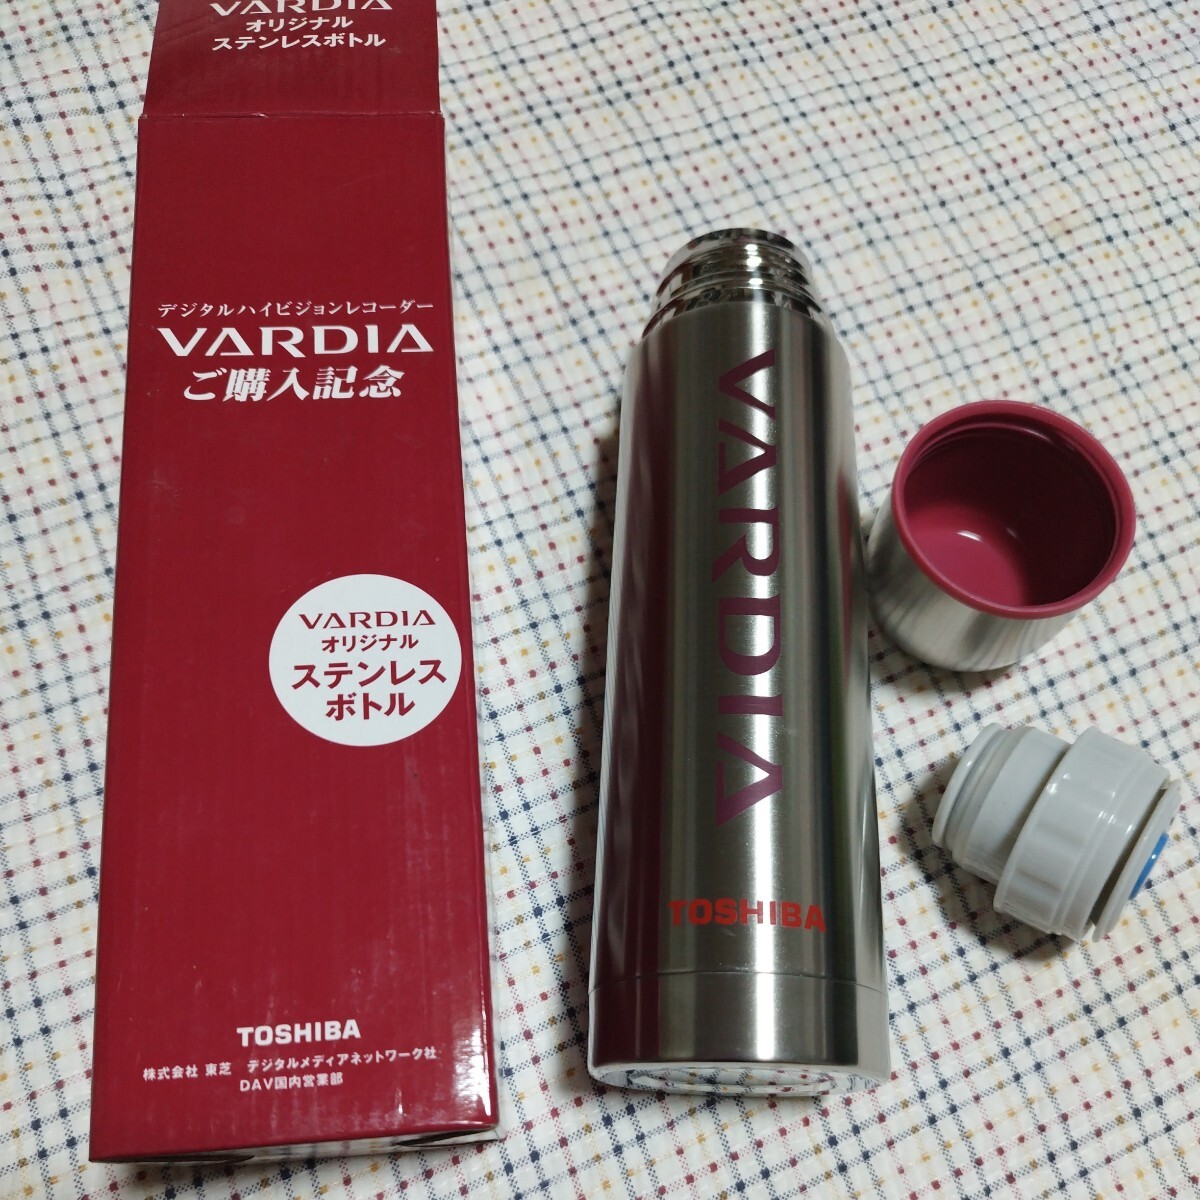 VARDIA
オリジナル
ステンレスボトル
デジタルハイビジョンレコーダー
VARDIA
ご購入記念
VARDIA
オリジナル
ステンレス
ボトル
TOSHIBA
株式会社 東芝 デジタルメディアネットワーク社
DAV国内営業部
VARDIA
TOSHIBA